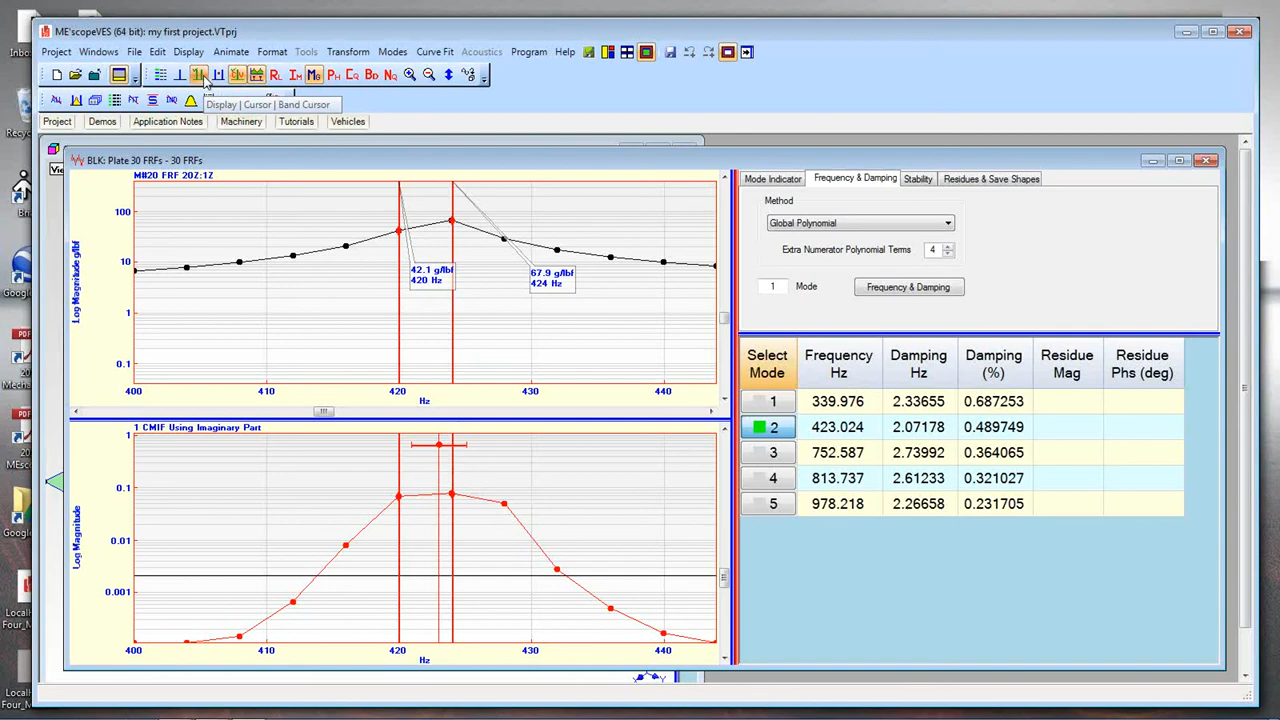 ME'scopeVES (64 bit): my first project.VTprj
Project Windows File Edit Display Animate Format Tools Transform Modes Curve Fit Acoustics Program Help
RL IM MG PH CQ BD NQ
Display | Cursor | Band Cursor
Project Demos Application Notes Machinery Tutorials Vehicles
BLK: Plate 30 FRFs - 30 FRFs
M#20 FRF 20Z:1Z
Log Magnitude g/lbf
100
10
1
0.1
42.1 g/lbf
420 Hz
67.9 g/lbf
424 Hz
400 410 420 430 440
Hz
1 CMIF Using Imaginary Part
Log Magnitude
1
0.1
0.01
0.001
400 410 420 430 440
Hz
Mode Indicator Frequency & Damping Stability Residues & Save Shapes
Method
Global Polynomial
Extra Numerator Polynomial Terms 4
1 Mode Frequency & Damping
Select Mode Frequency Hz Damping Hz Damping (%) Residue Mag Residue Phs (deg)
1 339.976 2.33655 0.687253
2 423.024 2.07178 0.489749
3 752.587 2.73992 0.364065
4 813.737 2.61233 0.321027
5 978.218 2.26658 0.231705